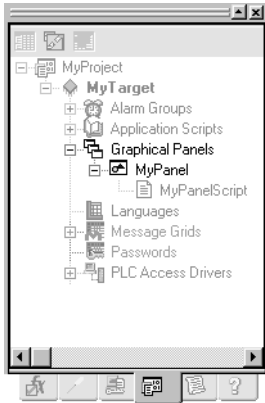 MyProject
MyTarget
Alarm Groups
Application Scripts
Graphical Panels
MyPanel
MyPanelScript
Languages
Message Grids
Passwords
PLC Access Drivers